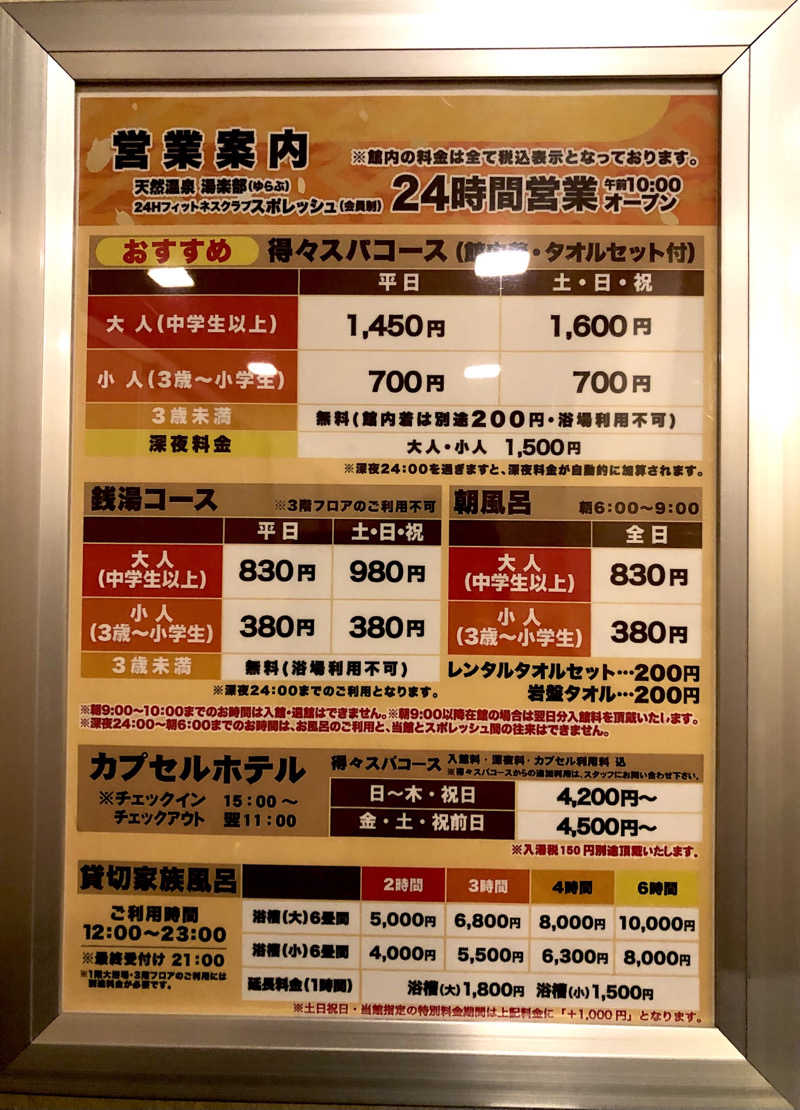 営業案内
※館内の料金は全て税込表示となっております。
天然温泉 湯楽部(ゆらぶ)
24Hフィットネスクラブスポレッシュ(会員制)
24時間営業 午前10:00オープン
おすすめ 得々スパコース(館内着・タオルセット付)
平日 土・日・祝
大人(中学生以上) 1,450円 1,600円
小人(3歳〜小学生) 700円 700円
3歳未満 無料(館内着は別途200円・浴場利用不可)
深夜料金 大人・小人 1,500円
※深夜24:00を過ぎますと、深夜料金が自動的に加算されます。
銭湯コース ※3階フロアのご利用不可
平日 土・日・祝
大人(中学生以上) 830円 980円
小人(3歳〜小学生) 380円 380円
3歳未満 無料(浴場利用不可)
※深夜24:00までのご利用となります。
朝風呂 朝6:00〜9:00
全日
大人(中学生以上) 830円
小人(3歳〜小学生) 380円
レンタルタオルセット…200円
岩盤タオル…200円
※朝9:00〜10:00までのお時間は入館・退館はできません。※朝9:00以降在館の場合は翌日分入館料を頂戴いたします。
※深夜24:00〜朝6:00までのお時間は、お風呂のご利用と、当館とスポレッシュ間の往来はできません。
カプセルホテル
※チェックイン 15:00〜
チェックアウト 翌11:00
得々スパコース 入館料・深夜料・カプセル利用料 込
※得々スパコースからの追加利用は、スタッフにお問い合わせ下さい。
日〜木・祝日 4,200円〜
金・土・祝前日 4,500円〜
※入湯税150円別途頂戴いたします。
貸切家族風呂
ご利用時間
12:00〜23:00
※最終受付け 21:00
※1階大浴場・3階フロアのご利用には
別途料金が必要です。
2時間 3時間 4時間 6時間
浴槽(大)6畳間 5,000円 6,800円 8,000円 10,000円
浴槽(小)6畳間 4,000円 5,500円 6,300円 8,000円
延長料金(1時間) 浴槽(大)1,800円 浴槽(小)1,500円
※土日祝日・当館指定の特別料金期間は上記料金に「+1,000円」となります。